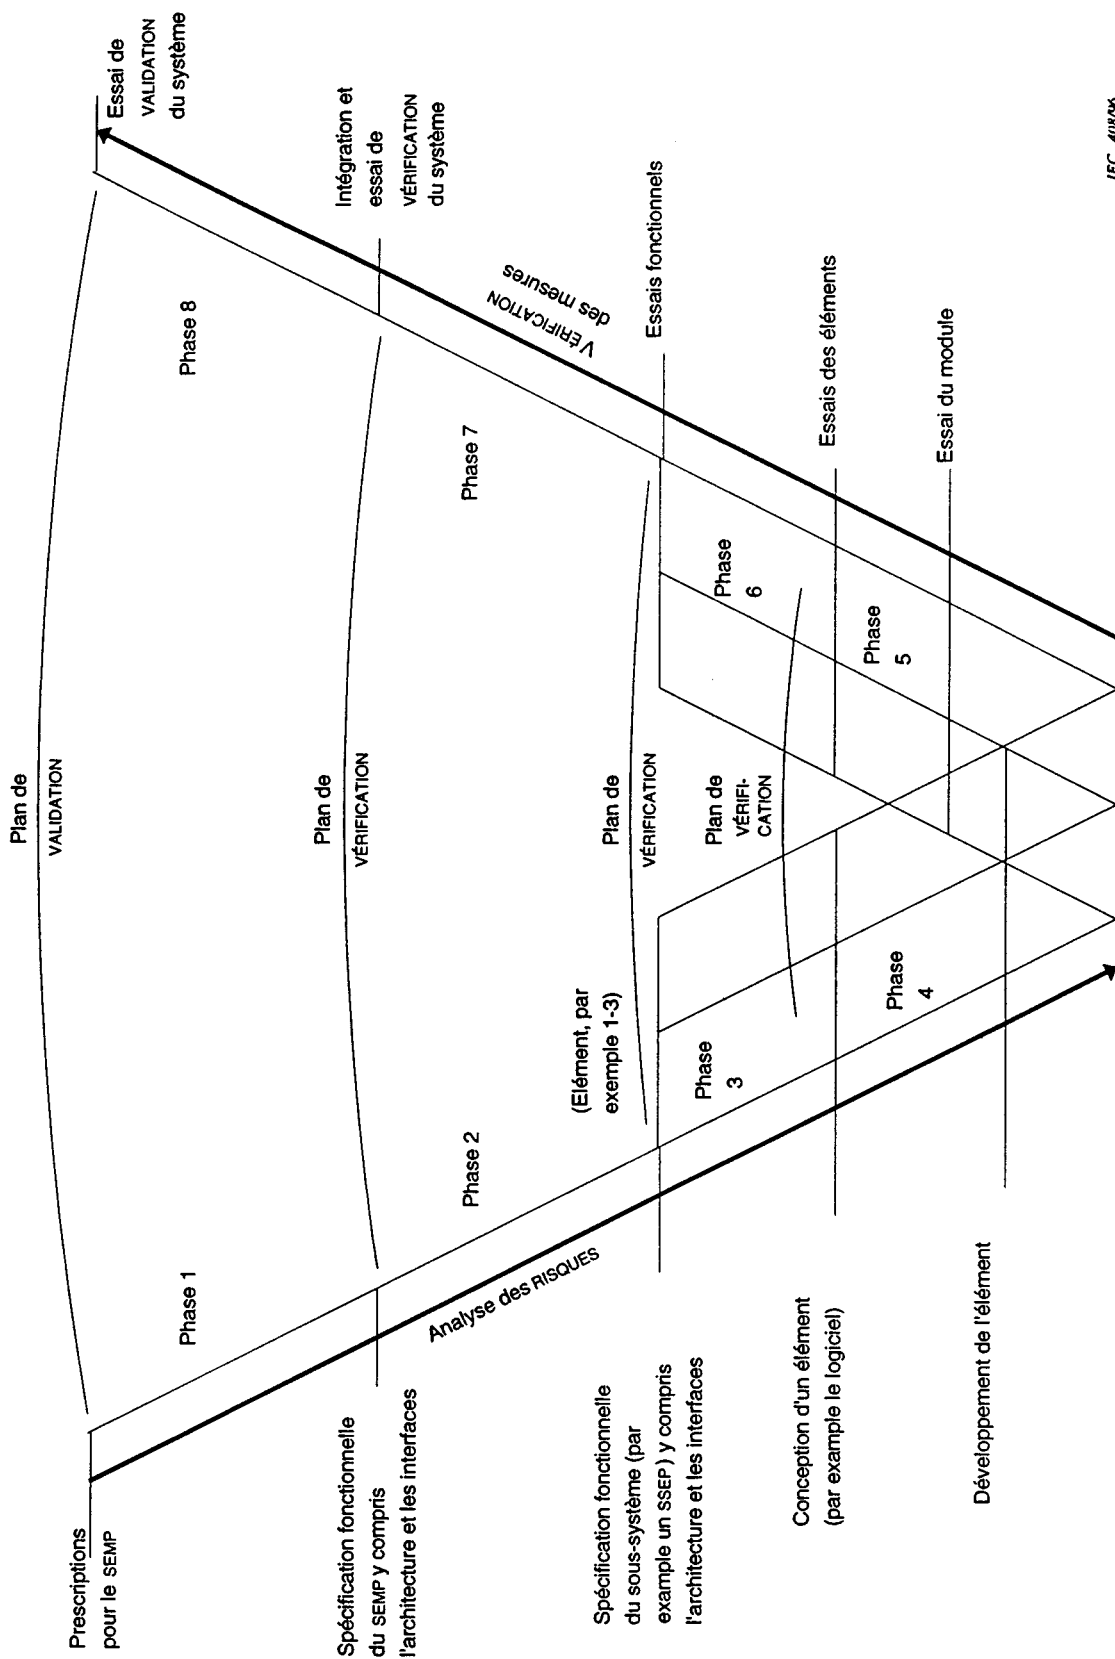 Plan de
VALIDATION
Essai de
VALIDATION
du système
Prescriptions
pour le SEMP
Phase 1
Phase 8
Plan de
VÉRIFICATION
Intégration et
essai de
VÉRIFICATION
du système
Spécification fonctionnelle
du SEMP y compris
l'architecture et les interfaces
Analyse des RISQUES
Phase 2
Phase 7
VÉRIFICATION
des mesures
(Elément, par
exemple 1-3)
Plan de
VÉRIFICATION
Essais fonctionnels
Spécification fonctionnelle
du sous-système (par
example un SSEP) y compris
l'architecture et les interfaces
Phase
3
Plan de
VÉRIFI-
CATION
Phase
6
Essais des éléments
Conception d'un élément
(par example le logiciel)
Phase
4
Phase
5
Essai du module
Développement de l'élément
IEC